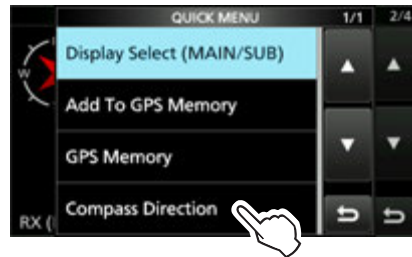 QUICK MENU 1/1 2/4
W
Display Select (MAIN/SUB)
Add To GPS Memory
GPS Memory
Compass Direction
RX (